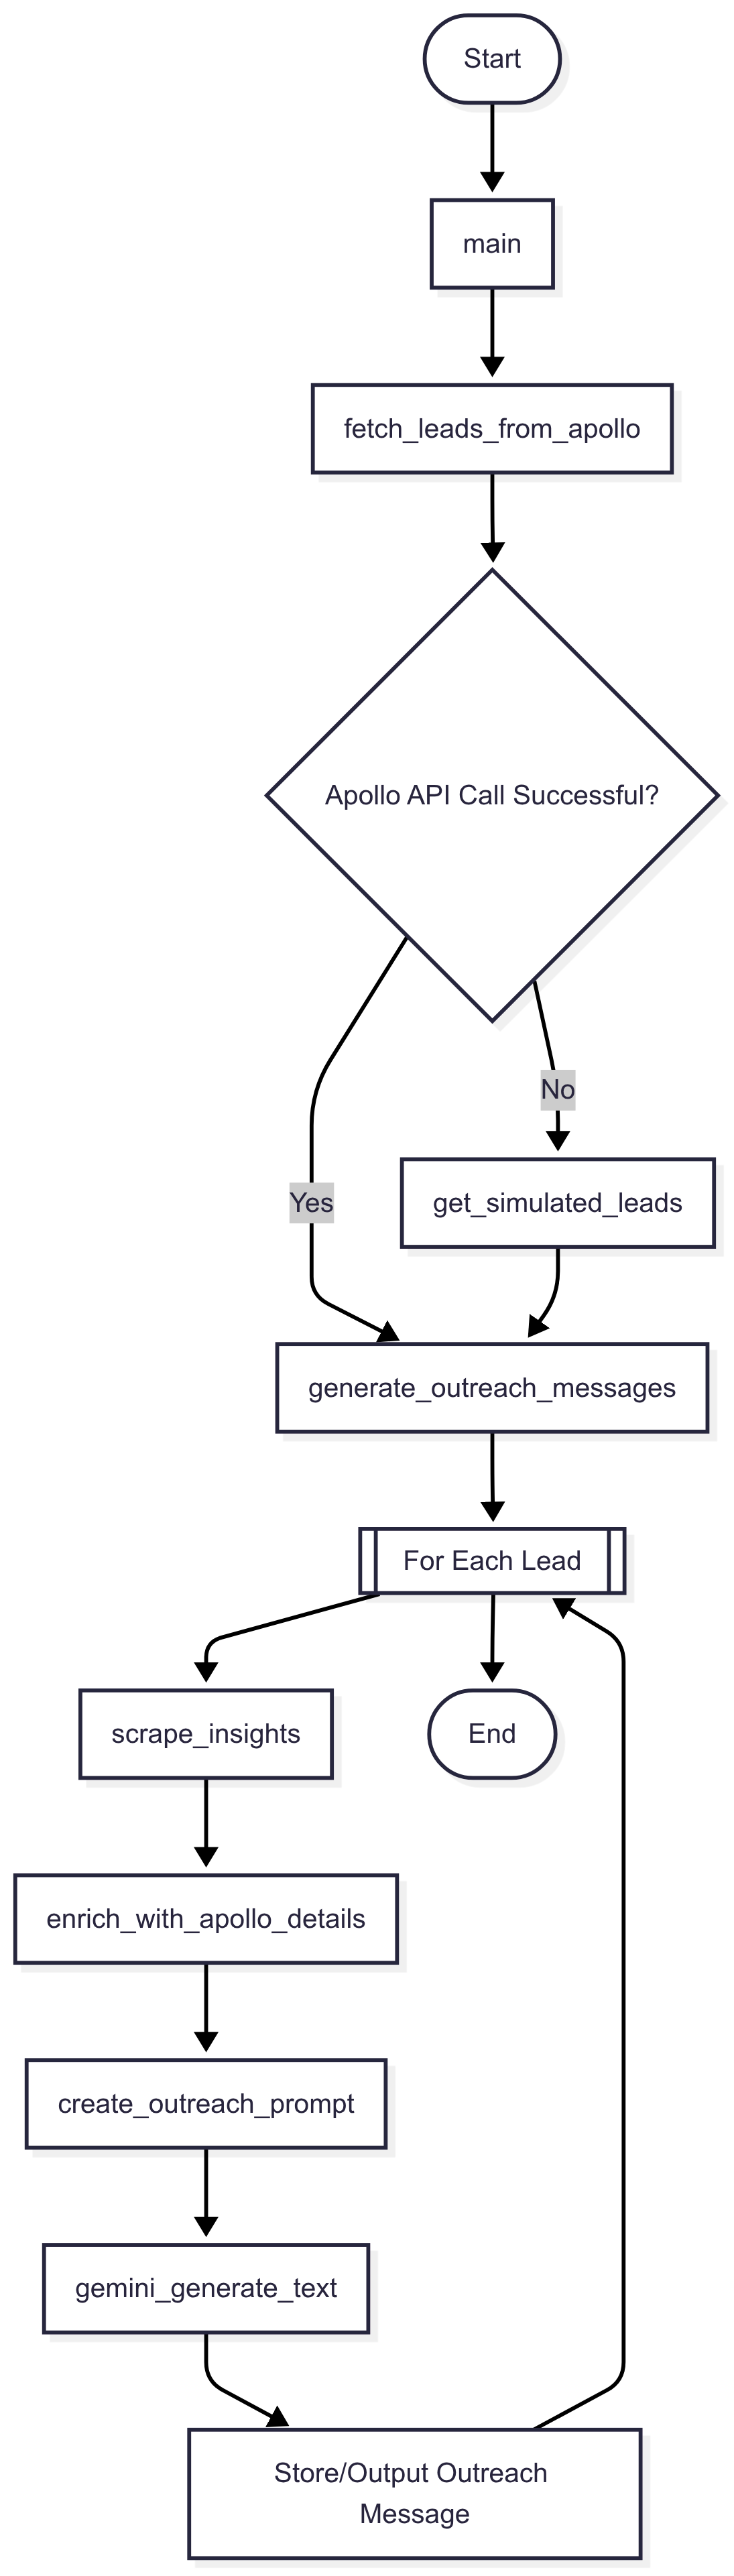 Start
main
fetch_leads_from_apollo
Apollo API Call Successful?
No
Yes
get_simulated_leads
generate_outreach_messages
For Each Lead
scrape_insights
End
enrich_with_apollo_details
create_outreach_prompt
gemini_generate_text
Store/Output Outreach
Message